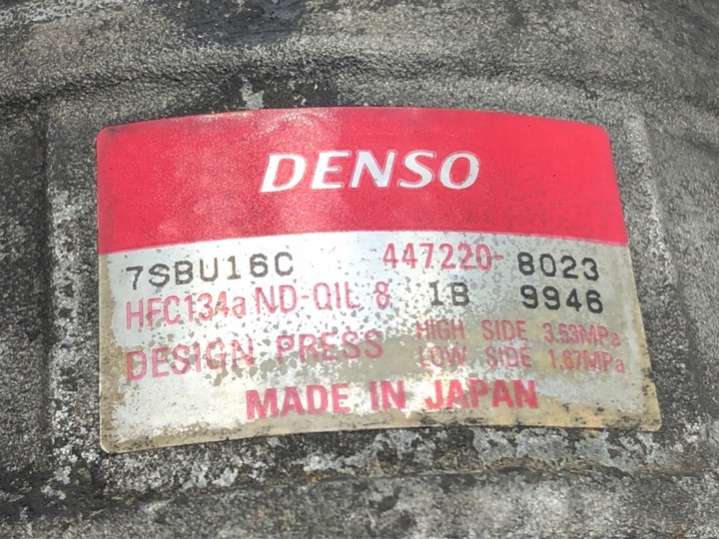 DENSO
7SBU16C 447220-8023
HFC134a ND-OIL 8 1B 9946
DESIGN PRESS HIGH SIDE 3.53MPa
LOW SIDE 1.67MPa
MADE IN JAPAN